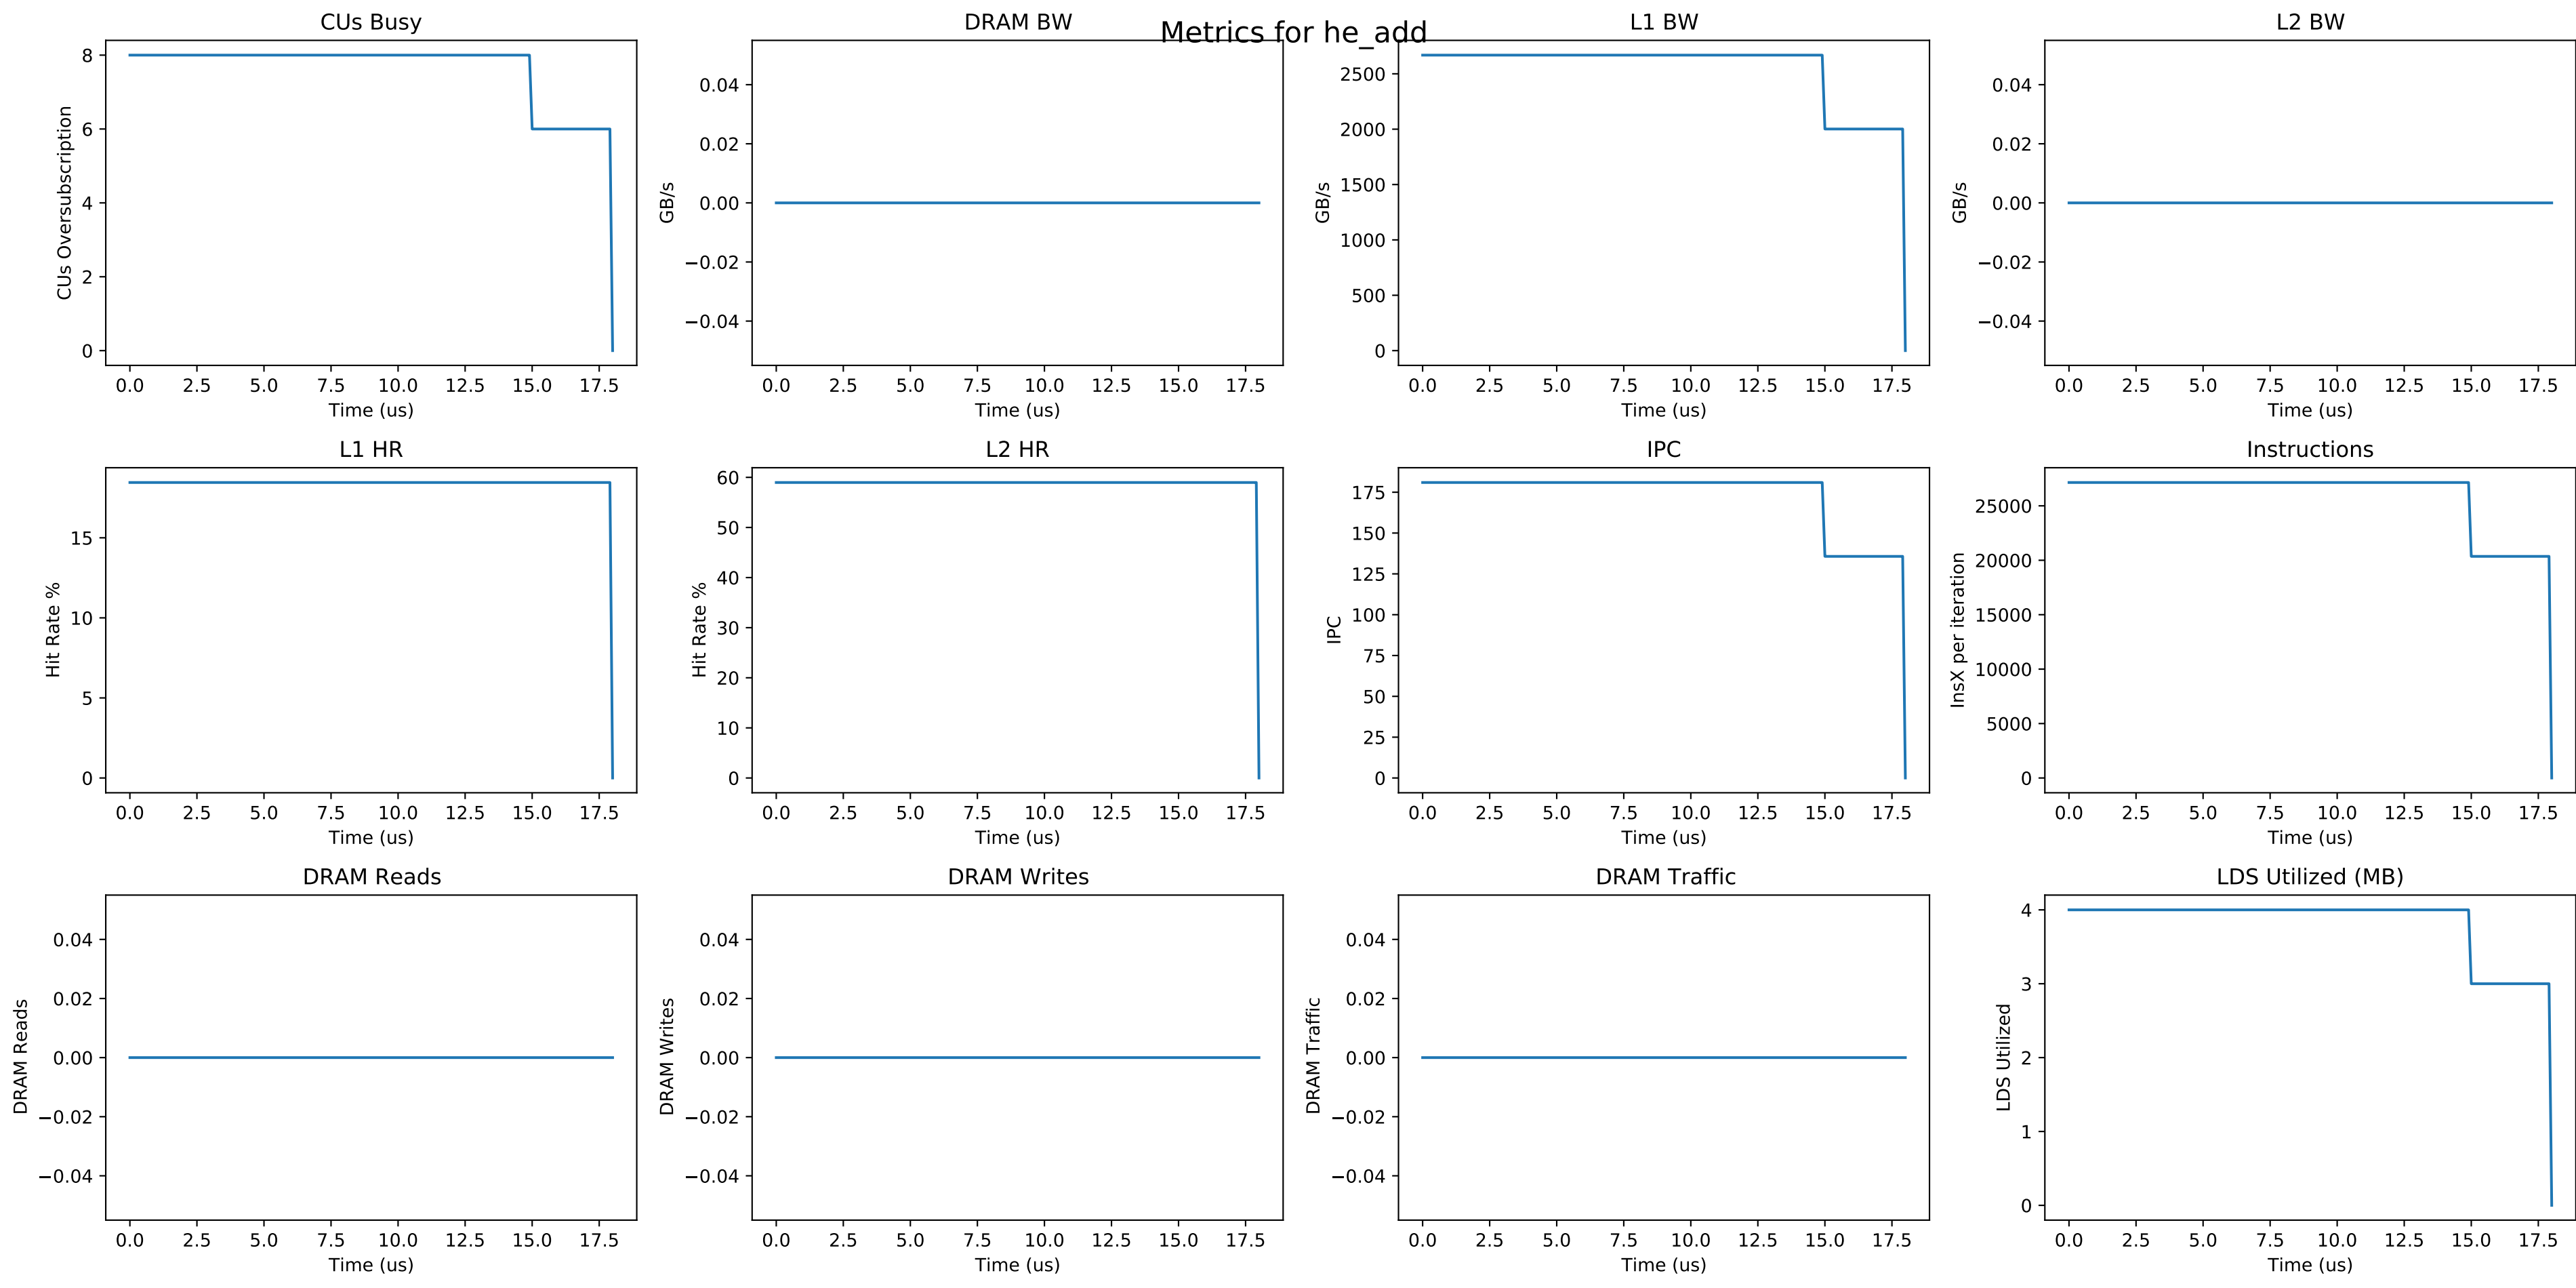 Metrics for he_add
CUs Busy
CUs Oversubscription
8
6
4
2
0
0.0 2.5 5.0 7.5 10.0 12.5 15.0 17.5
Time (us)
DRAM BW
GB/s
0.04
0.02
0.00
−0.02
−0.04
0.0 2.5 5.0 7.5 10.0 12.5 15.0 17.5
Time (us)
L1 BW
GB/s
2500
2000
1500
1000
500
0
0.0 2.5 5.0 7.5 10.0 12.5 15.0 17.5
Time (us)
L2 BW
GB/s
0.04
0.02
0.00
−0.02
−0.04
0.0 2.5 5.0 7.5 10.0 12.5 15.0 17.5
Time (us)
L1 HR
Hit Rate %
15
10
5
0
0.0 2.5 5.0 7.5 10.0 12.5 15.0 17.5
Time (us)
L2 HR
Hit Rate %
60
50
40
30
20
10
0
0.0 2.5 5.0 7.5 10.0 12.5 15.0 17.5
Time (us)
IPC
IPC
175
150
125
100
75
50
25
0
0.0 2.5 5.0 7.5 10.0 12.5 15.0 17.5
Time (us)
Instructions
InsX per iteration
25000
20000
15000
10000
5000
0
0.0 2.5 5.0 7.5 10.0 12.5 15.0 17.5
Time (us)
DRAM Reads
DRAM Reads
0.04
0.02
0.00
−0.02
−0.04
0.0 2.5 5.0 7.5 10.0 12.5 15.0 17.5
Time (us)
DRAM Writes
DRAM Writes
0.04
0.02
0.00
−0.02
−0.04
0.0 2.5 5.0 7.5 10.0 12.5 15.0 17.5
Time (us)
DRAM Traffic
DRAM Traffic
0.04
0.02
0.00
−0.02
−0.04
0.0 2.5 5.0 7.5 10.0 12.5 15.0 17.5
Time (us)
LDS Utilized (MB)
LDS Utilized
4
3
2
1
0
0.0 2.5 5.0 7.5 10.0 12.5 15.0 17.5
Time (us)